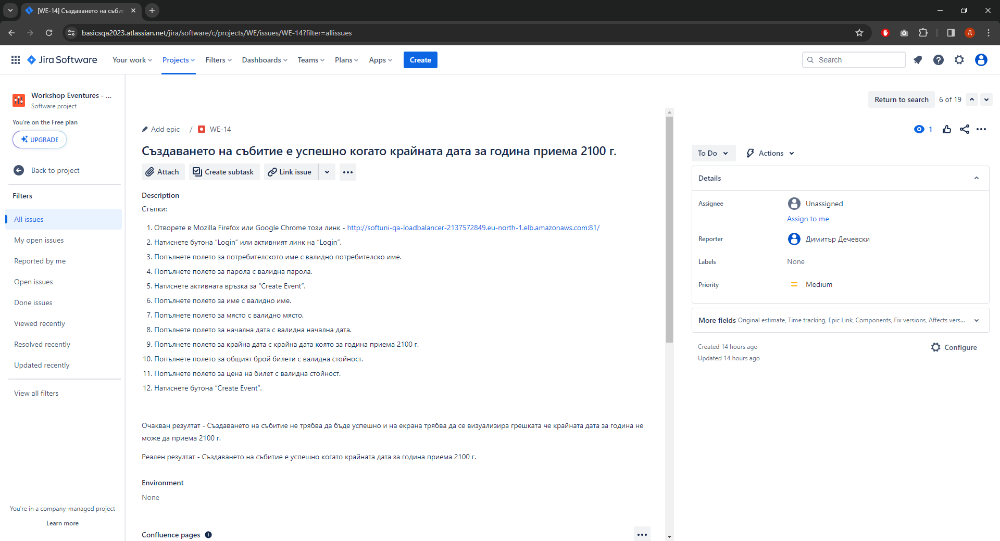 [WE-14] Създаването на съби
basicsqa2023.atlassian.net/jira/software/c/projects/WE/issues/WE-14?filter=allissues
Д
Jira Software
Your work
Projects
Filters
Dashboards
Teams
Plans
Apps
Create
Search
Workshop Eventures - ...
Software project
You're on the Free plan
UPGRADE
Back to project
Filters
All issues
My open issues
Reported by me
Open issues
Done issues
Viewed recently
Resolved recently
Updated recently
View all filters
You're in a company-managed project
Learn more
Return to search
6 of 19
Add epic / WE-14
Създаването на събитие е успешно когато крайната дата за година приема 2100 г.
Attach
Create subtask
Link issue
Description
Стъпки:
1. Отворете в Mozilla Firefox или Google Chrome този линк - http://softuni-qa-loadbalancer-2137572849.eu-north-1.elb.amazonaws.com:81/
2. Натиснете бутона “Login” или активният линк на “Login”.
3. Попълнете полето за потребителското име с валидно потребителско име.
4. Попълнете полето за парола с валидна парола.
5. Натиснете активната връзка за “Create Event”.
6. Попълнете полето за име с валидно име.
7. Попълнете полето за място с валидно място.
8. Попълнете полето за начална дата с валидна начална дата.
9. Попълнете полето за крайна дата с крайна дата която за година приема 2100 г.
10. Попълнете полето за общият брой билети с валидна стойност.
11. Попълнете полето за цена на билет с валидна стойност.
12. Натиснете бутона “Create Event”.
Очакван резултат - Създаването на събитие не трябва да бъде успешно и на екрана трябва да се визуализира грешката че крайната дата за година не
може да приема 2100 г.
Реален резултат - Създаването на събитие е успешно когато крайната дата за година приема 2100 г.
Environment
None
Confluence pages
1
To Do
Actions
Details
Assignee
Unassigned
Assign to me
Reporter
Димитър Дечевски
Labels
None
Priority
Medium
More fields Original estimate, Time tracking, Epic Link, Components, Fix versions, Affects vers...
Created 14 hours ago
Configure
Updated 14 hours ago